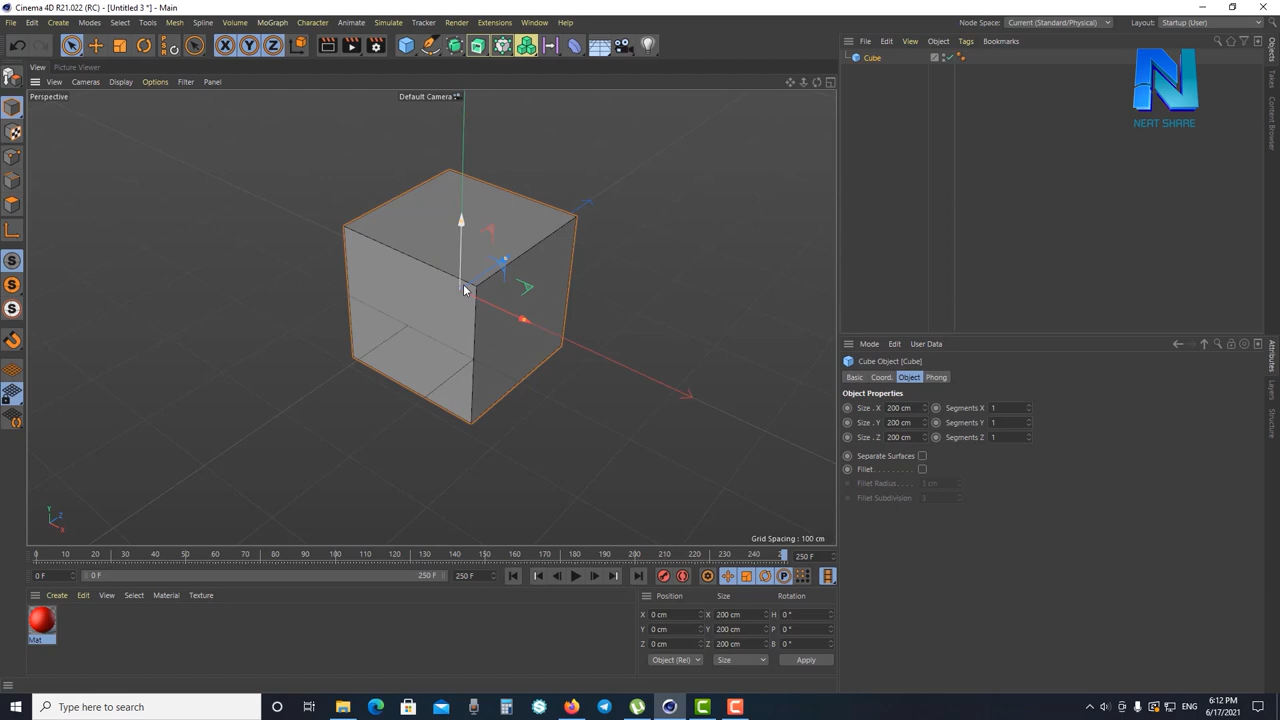 Cinema 4D R21.022 (RC) - [Untitled 3 *] - Main
File Edit Create Modes Select Tools Mesh Spline Volume MoGraph Character Animate Simulate Tracker Render Extensions Window Help
Node Space: Current (Standard/Physical) Layout: Startup (User)
X Y Z
File Edit View Object Tags Bookmarks
View Picture Viewer
Cube
View Cameras Display Options Filter Panel
Perspective
Default Camera
NEAT SHARE
Objects
Takes
Content Browser
Mode Edit User Data
Cube Object [Cube]
Basic Coord. Object Phong
Object Properties
Size . X 200 cm Segments X 1
Size . Y 200 cm Segments Y 1
Size . Z 200 cm Segments Z 1
Separate Surfaces
Fillet. . . . . . . . .
Fillet Radius. . . .
Fillet Subdivision
Attributes
Layers
Structure
Y
Z
X
Grid Spacing : 100 cm
0 10 20 30 40 50 60 70 80 90 100 110 120 130 140 150 160 170 180 190 200 210 220 230 240 250 F
0 F 0 F 250 F 250 F
P
Create Edit View Select Material Texture
Mat
Position Size Rotation
X 0 cm X 200 cm H 0 °
Y 0 cm Y 200 cm P 0 °
Z 0 cm Z 200 cm B 0 °
Object (Rel) Size Apply
Type here to search
ENG
6:12 PM
6/17/2021